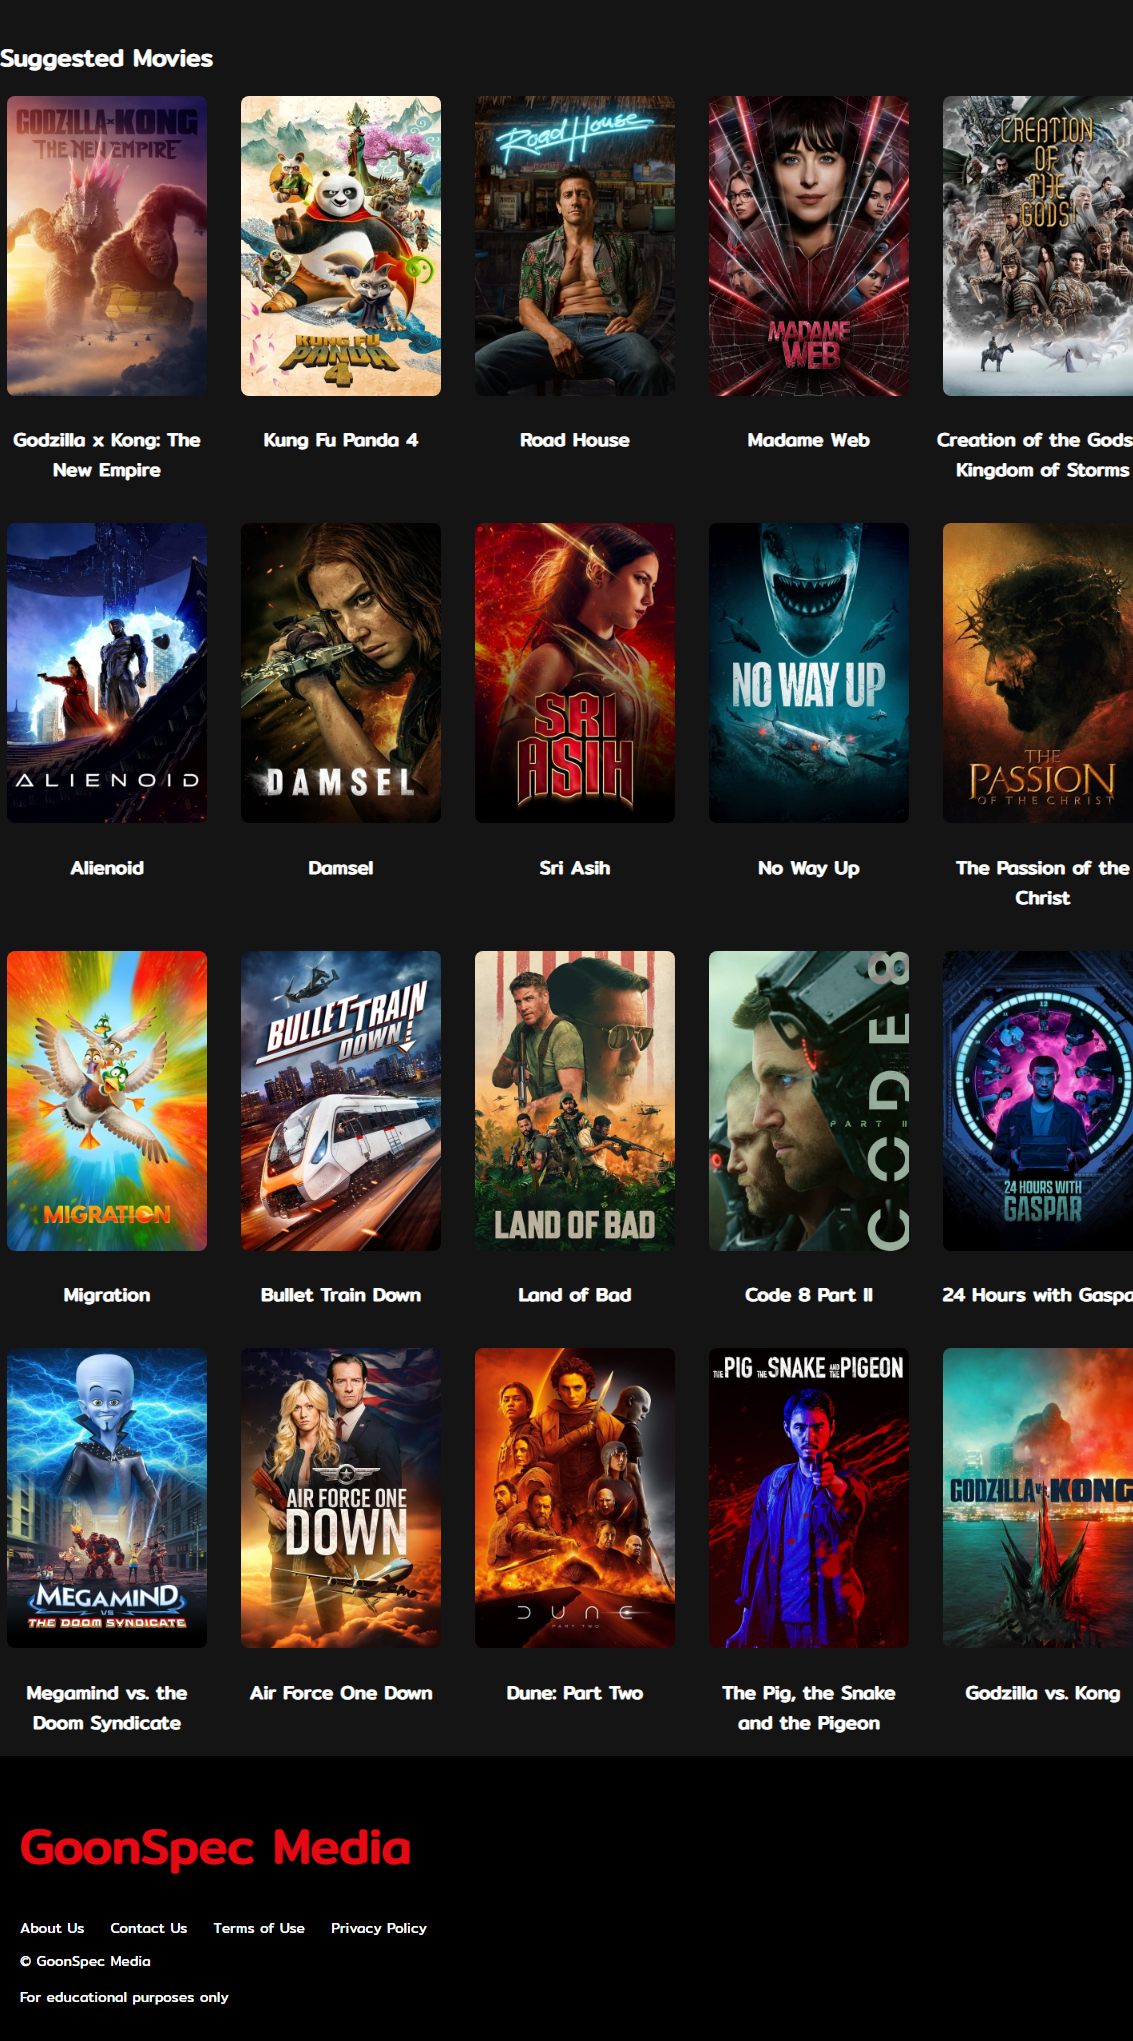 Suggested Movies
GODZILLA x KONG
THE NEW EMPIRE
KUNG FU
PANDA
4
Road House
MADAME
WEB
CREATION
OF
THE
GODS I
Godzilla x Kong: The
New Empire
Kung Fu Panda 4
Road House
Madame Web
Creation of the Gods
Kingdom of Storms
ALIENOID
DAMSEL
SRI
ASIH
NO WAY UP
THE
PASSION
OF THE CHRIST
Alienoid
Damsel
Sri Asih
No Way Up
The Passion of the
Christ
MIGRATION
BULLET TRAIN
DOWN!
LAND OF BAD
CODE 8
PART II
12
24 HOURS WITH
GASPAR
Migration
Bullet Train Down
Land of Bad
Code 8 Part II
24 Hours with Gaspa
MEGAMIND
VS
THE DOOM SYNDICATE
AIR FORCE ONE
DOWN
DUNE
PART TWO
THE PIG THE SNAKE AND THE PIGEON
GODZILLA VS KONG
Megamind vs. the
Doom Syndicate
Air Force One Down
Dune: Part Two
The Pig, the Snake
and the Pigeon
Godzilla vs. Kong
GoonSpec Media
About Us Contact Us Terms of Use Privacy Policy
© GoonSpec Media
For educational purposes only